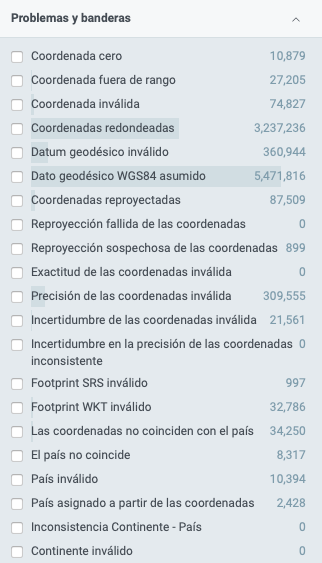 Problemas y banderas
Coordenada cero 10,879
Coordenada fuera de rango 27,205
Coordenada inválida 74,827
Coordenadas redondeadas 3,237,236
Datum geodésico inválido 360,944
Dato geodésico WGS84 asumido 5,471,816
Coordenadas reproyectadas 87,509
Reproyección fallida de las coordenadas 0
Reproyección sospechosa de las coordenadas 899
Exactitud de las coordenadas inválida 0
Precisión de las coordenadas inválida 309,555
Incertidumbre de las coordenadas inválida 21,561
Incertidumbre en la precisión de las coordenadas 0
inconsistente
Footprint SRS inválido 997
Footprint WKT inválido 32,786
Las coordenadas no coinciden con el país 34,250
El país no coincide 8,317
País inválido 10,394
País asignado a partir de las coordenadas 2,428
Inconsistencia Continente - País 0
Continente inválido 0